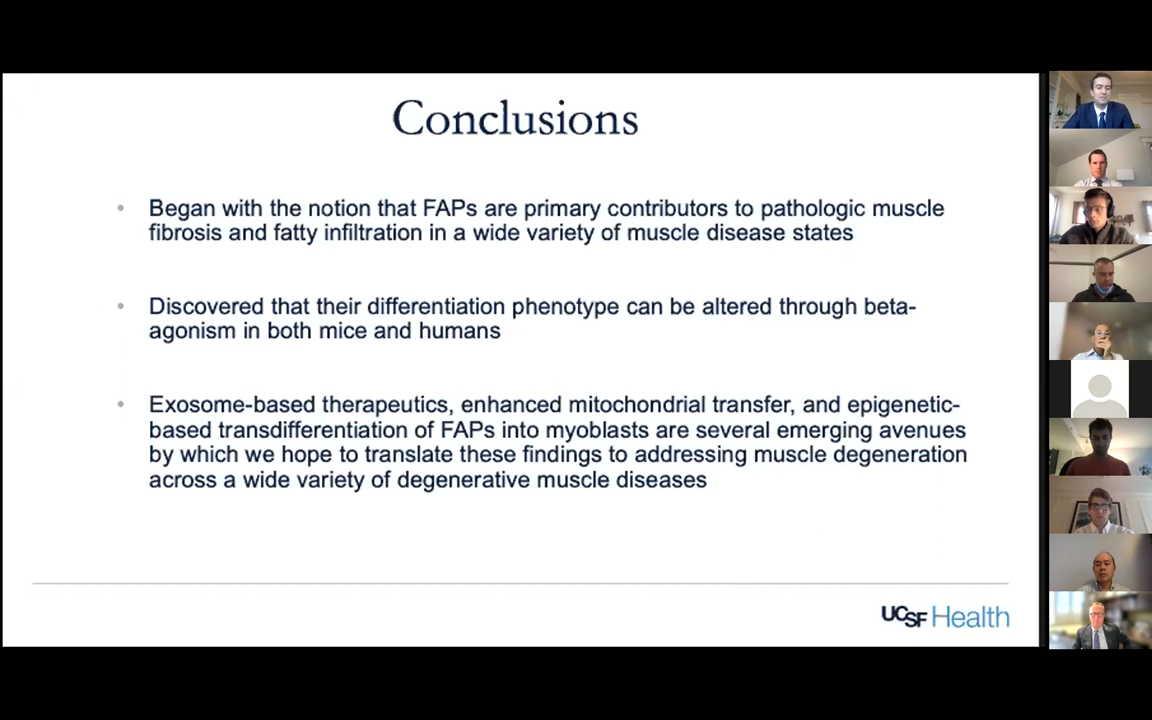 Conclusions
• Began with the notion that FAPs are primary contributors to pathologic muscle
fibrosis and fatty infiltration in a wide variety of muscle disease states
• Discovered that their differentiation phenotype can be altered through beta-
agonism in both mice and humans
• Exosome-based therapeutics, enhanced mitochondrial transfer, and epigenetic-
based transdifferentiation of FAPs into myoblasts are several emerging avenues
by which we hope to translate these findings to addressing muscle degeneration
across a wide variety of degenerative muscle diseases
UCSF Health